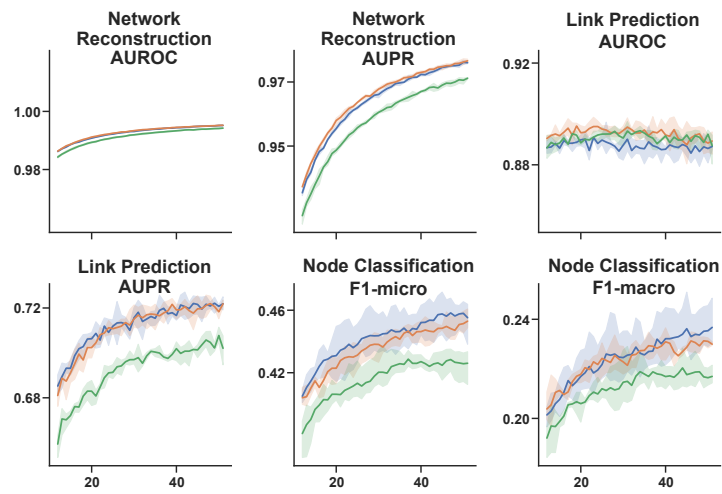 Network
Reconstruction
AUROC
1.00
0.98
Network
Reconstruction
AUPR
0.97
0.95
Link Prediction
AUROC
0.92
0.88
Link Prediction
AUPR
0.72
0.68
20 40
Node Classification
F1-micro
0.46
0.42
20 40
Node Classification
F1-macro
0.24
0.20
20 40